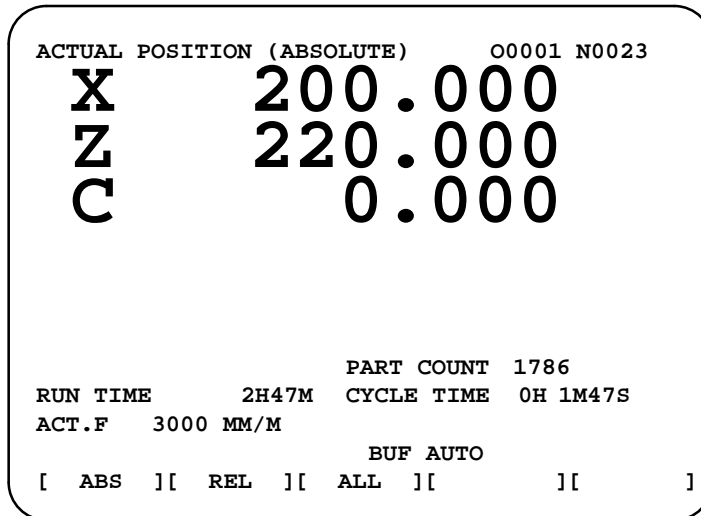 ACTUAL POSITION (ABSOLUTE) O0001 N0023
X 200.000
Z 220.000
C 0.000
PART COUNT 1786
RUN TIME 2H47M CYCLE TIME 0H 1M47S
ACT.F 3000 MM/M
BUF AUTO
[ ABS ][ REL ][ ALL ][ ][ ]